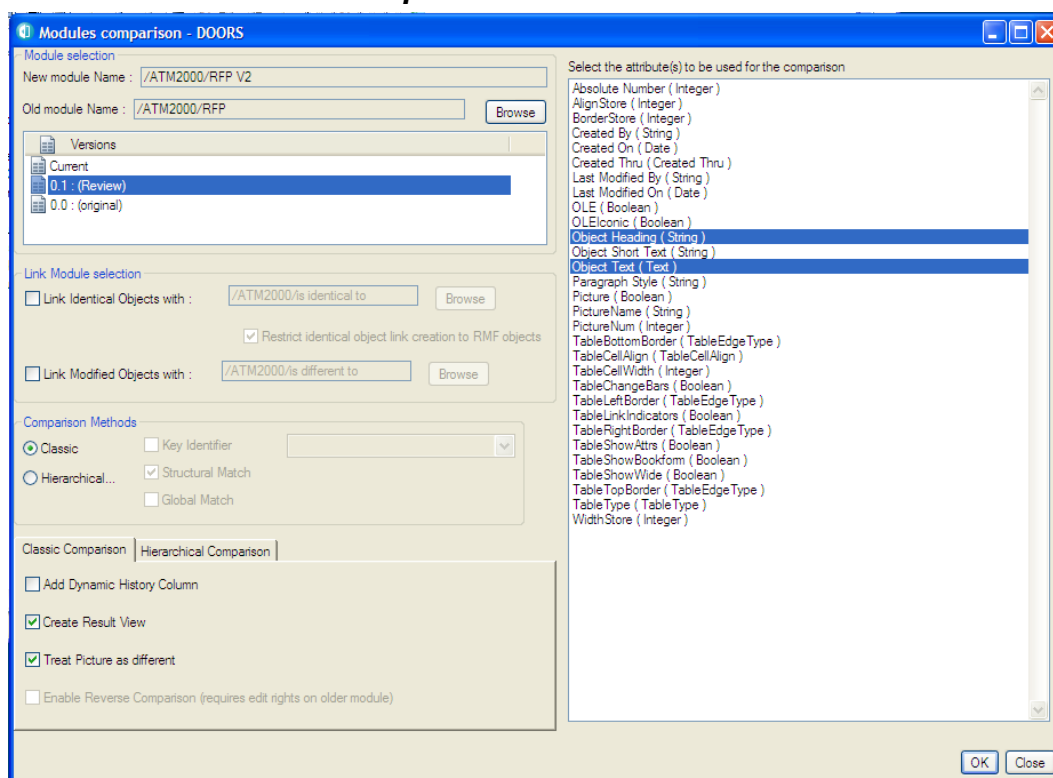 Modules comparison - DOORS
Module selection
New module Name : /ATM2000/RFP V2
Old module Name : /ATM2000/RFP Browse
Versions
Current
0.1 : (Review)
0.0 : (original)
Link Module selection
Link Identical Objects with : /ATM2000/is identical to Browse
Restrict identical object link creation to RMF objects
Link Modified Objects with : /ATM2000/is different to Browse
Comparison Methods
Classic Key Identifier
Hierarchical... Structural Match
Global Match
Classic Comparison Hierarchical Comparison
Add Dynamic History Column
Create Result View
Treat Picture as different
Enable Reverse Comparison (requires edit rights on older module)
Select the attribute(s) to be used for the comparison
Absolute Number ( Integer )
AlignStore ( Integer )
BorderStore ( Integer )
Created By ( String )
Created On ( Date )
Created Thru ( Created Thru )
Last Modified By ( String )
Last Modified On ( Date )
OLE ( Boolean )
OLEIconic ( Boolean )
Object Heading ( String )
Object Short Text ( String )
Object Text ( Text )
Paragraph Style ( String )
Picture ( Boolean )
PictureName ( String )
PictureNum ( Integer )
TableBottomBorder ( TableEdgeType )
TableCellAlign ( TableCellAlign )
TableCellWidth ( Integer )
TableChangeBars ( Boolean )
TableLeftBorder ( TableEdgeType )
TableLinkIndicators ( Boolean )
TableRightBorder ( TableEdgeType )
TableShowAttrs ( Boolean )
TableShowBookform ( Boolean )
TableShowWide ( Boolean )
TableTopBorder ( TableEdgeType )
TableType ( TableType )
WidthStore ( Integer )
OK Close